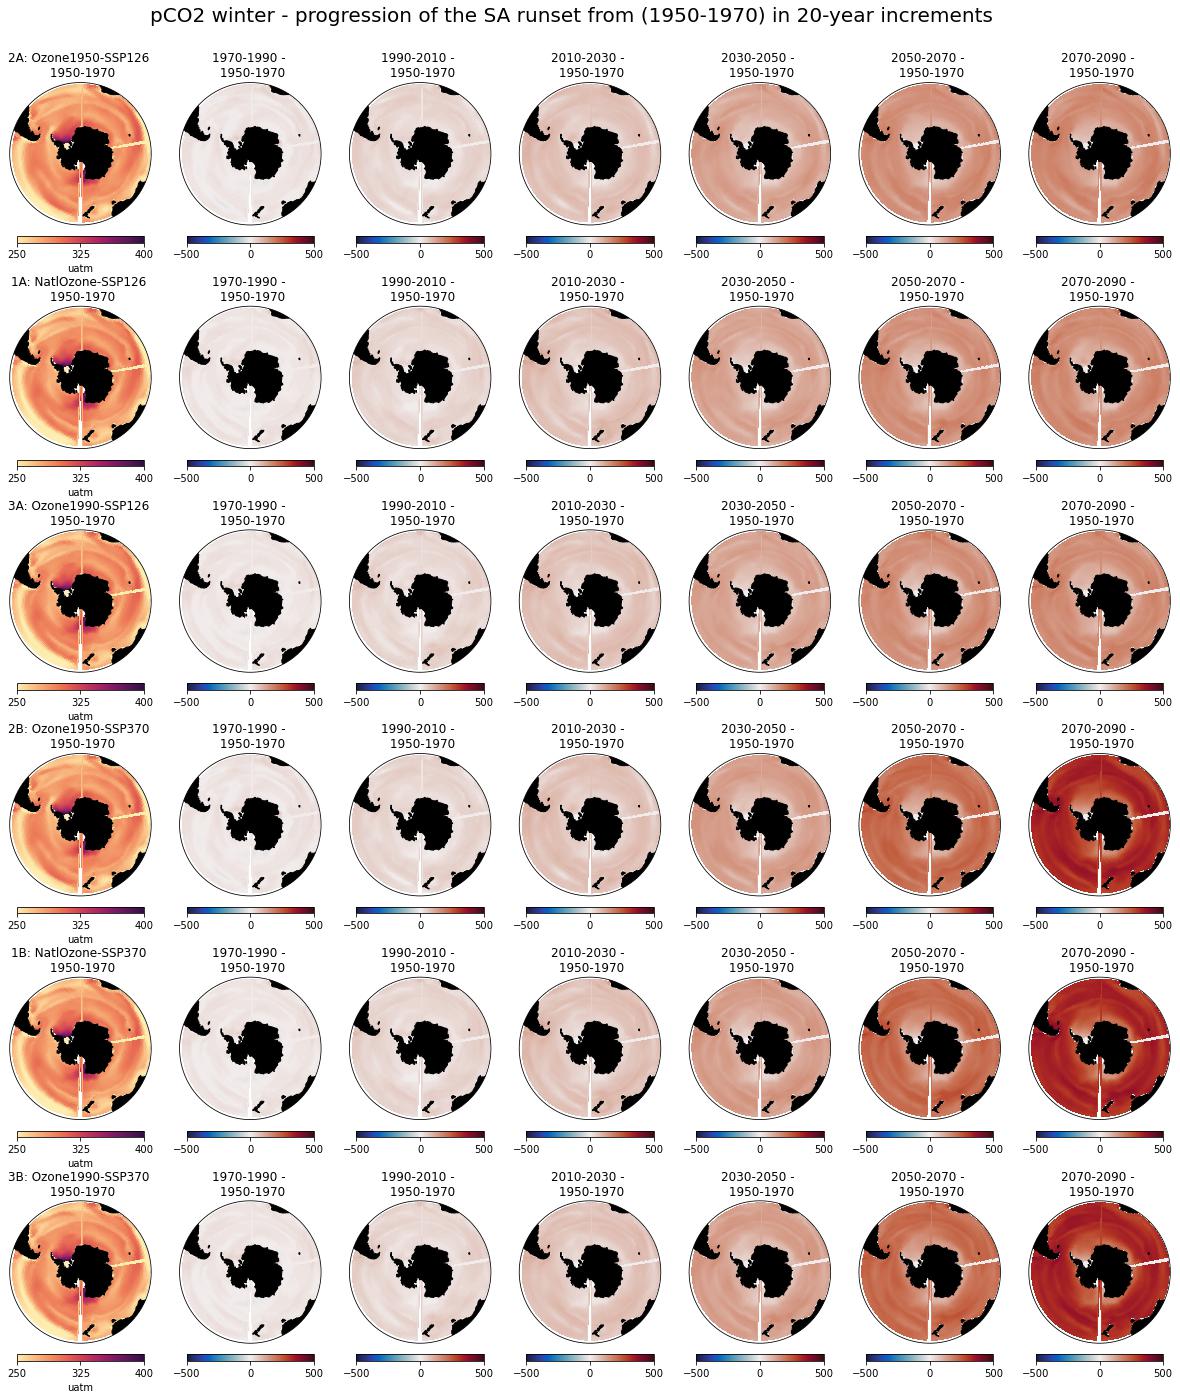 pCO2 winter - progression of the SA runset from (1950-1970) in 20-year increments
2A: Ozone1950-SSP126 1970-1990 - 1990-2010 - 2010-2030 - 2030-2050 - 2050-2070 - 2070-2090 -
1950-1970 1950-1970 1950-1970 1950-1970 1950-1970 1950-1970 1950-1970
250 325 400 −500 0 500 −500 0 500 −500 0 500 −500 0 500 −500 0 500 −500 0 500
uatm
1A: NatlOzone-SSP126 1970-1990 - 1990-2010 - 2010-2030 - 2030-2050 - 2050-2070 - 2070-2090 -
1950-1970 1950-1970 1950-1970 1950-1970 1950-1970 1950-1970 1950-1970
250 325 400 −500 0 500 −500 0 500 −500 0 500 −500 0 500 −500 0 500 −500 0 500
uatm
3A: Ozone1990-SSP126 1970-1990 - 1990-2010 - 2010-2030 - 2030-2050 - 2050-2070 - 2070-2090 -
1950-1970 1950-1970 1950-1970 1950-1970 1950-1970 1950-1970 1950-1970
250 325 400 −500 0 500 −500 0 500 −500 0 500 −500 0 500 −500 0 500 −500 0 500
uatm
2B: Ozone1950-SSP370 1970-1990 - 1990-2010 - 2010-2030 - 2030-2050 - 2050-2070 - 2070-2090 -
1950-1970 1950-1970 1950-1970 1950-1970 1950-1970 1950-1970 1950-1970
250 325 400 −500 0 500 −500 0 500 −500 0 500 −500 0 500 −500 0 500 −500 0 500
uatm
1B: NatlOzone-SSP370 1970-1990 - 1990-2010 - 2010-2030 - 2030-2050 - 2050-2070 - 2070-2090 -
1950-1970 1950-1970 1950-1970 1950-1970 1950-1970 1950-1970 1950-1970
250 325 400 −500 0 500 −500 0 500 −500 0 500 −500 0 500 −500 0 500 −500 0 500
uatm
3B: Ozone1990-SSP370 1970-1990 - 1990-2010 - 2010-2030 - 2030-2050 - 2050-2070 - 2070-2090 -
1950-1970 1950-1970 1950-1970 1950-1970 1950-1970 1950-1970 1950-1970
250 325 400 −500 0 500 −500 0 500 −500 0 500 −500 0 500 −500 0 500 −500 0 500
uatm